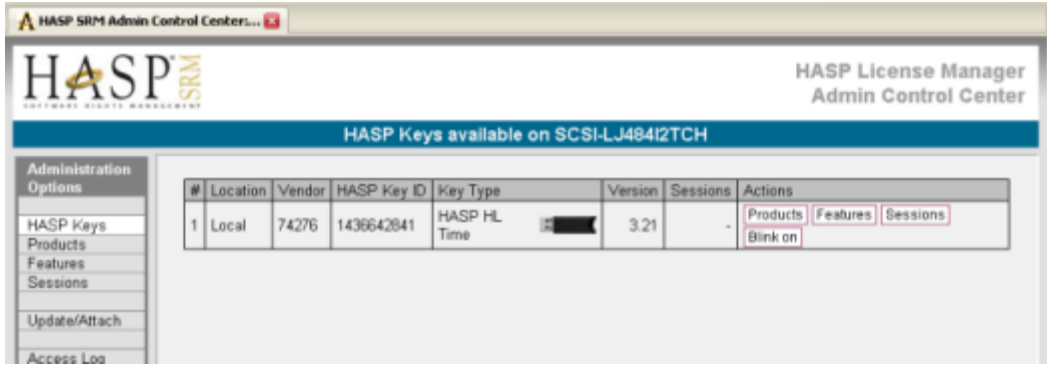 HASP SRM Admin Control Center:...
HASP SRM
SOFTWARE RIGHTS MANAGEMENT
HASP License Manager
Admin Control Center
HASP Keys available on SCSI-LJ484I2TCH
Administration
Options
HASP Keys
Products
Features
Sessions
Update/Attach
Access Log
# Location Vendor HASP Key ID Key Type Version Sessions Actions
1 Local 74276 1436642841 HASP HL Time 3.21 - Products Features Sessions
Blink on